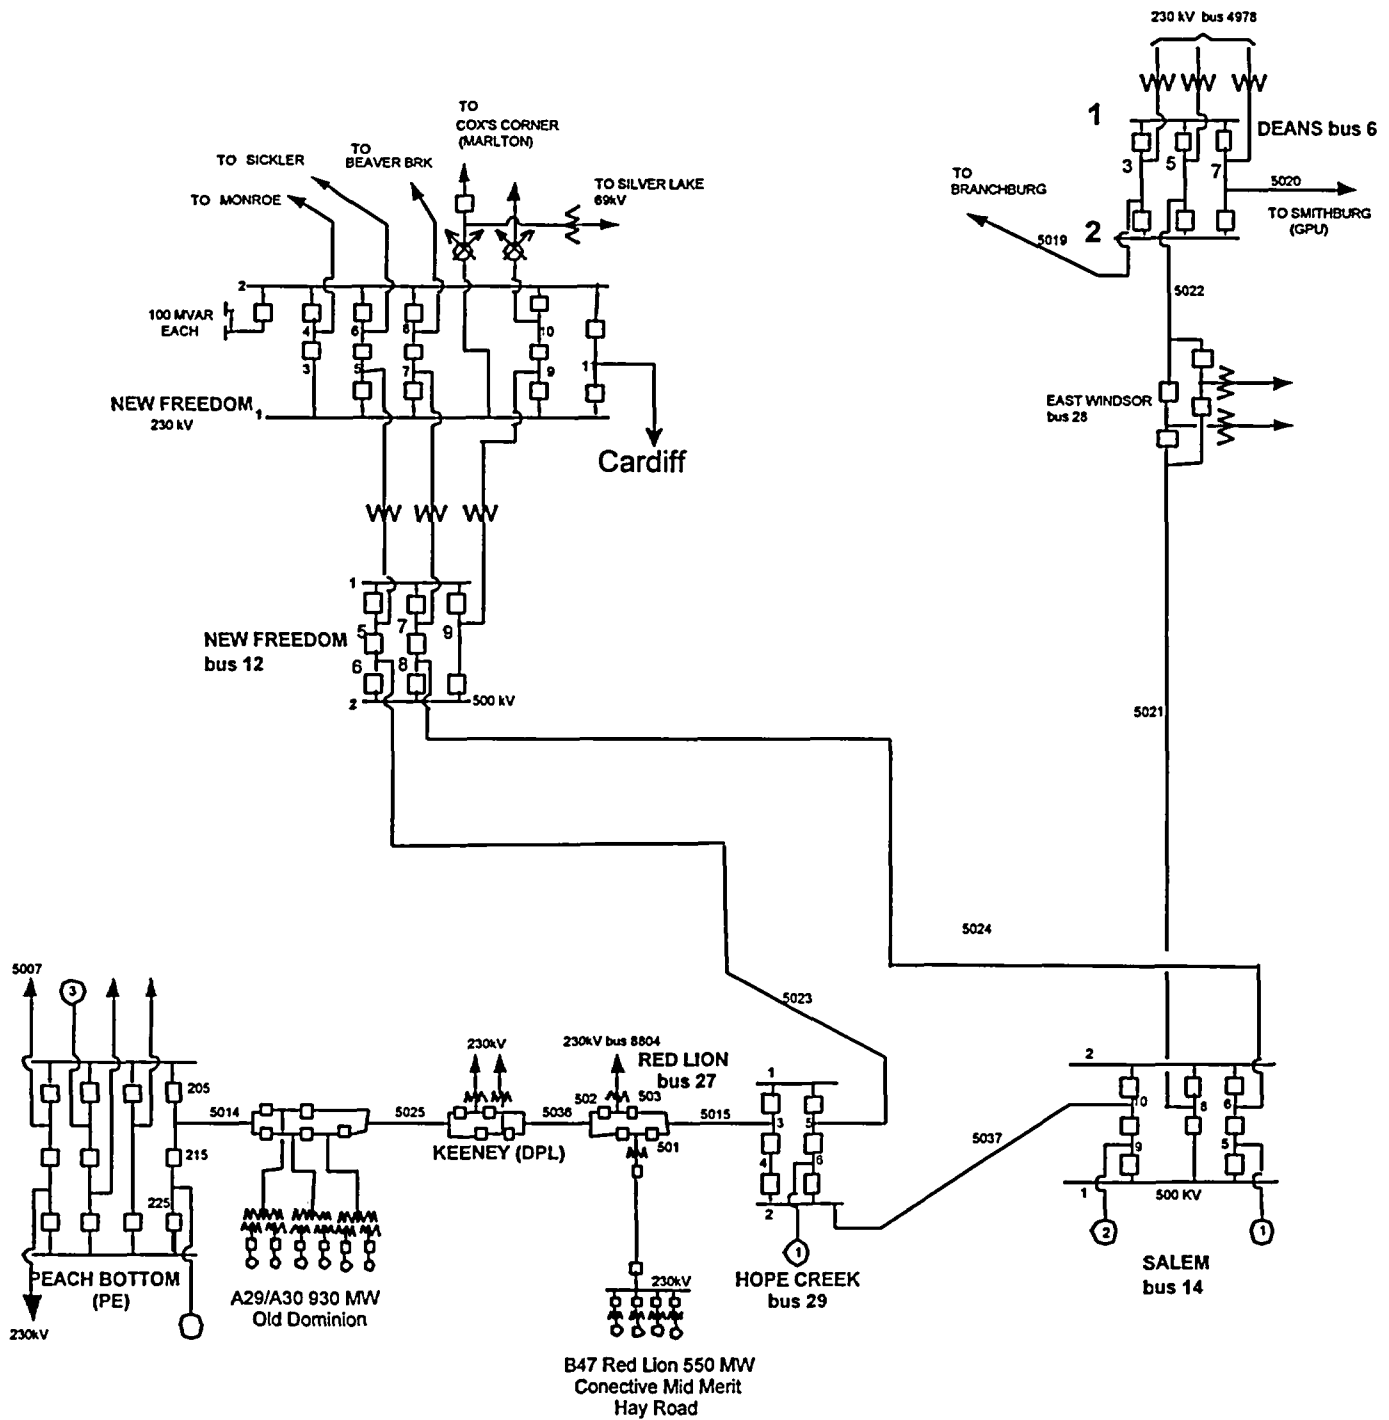 230 kV bus 4978
1
DEANS bus 6
3
5
7
TO
BRANCHBURG
5020
TO SMITHBURG
(GPU)
2
5019
5022
TO
COX'S CORNER
(MARLTON)
TO SICKLER
TO
BEAVER BRK
TO MONROE
TO SILVER LAKE
69kV
2
100 MVAR
EACH
4
6
8
10
3
5
7
9
11
NEW FREEDOM
1
230 kV
Cardiff
EAST WINDSOR
bus 28
1
5
7
9
NEW FREEDOM
bus 12
6
8
2
500 kV
5021
5024
5023
5007
3
205
5014
215
225
PEACH BOTTOM
(PE)
230kV
5025
A29/A30 930 MW
Old Dominion
230kV
KEENEY (DPL)
5036
230kV bus 8804
RED LION
bus 27
502
503
501
5015
230kV
B47 Red Lion 550 MW
Conective Mid Merit
Hay Road
1
3
5
4
6
2
1
HOPE CREEK
bus 29
5037
2
10
8
6
9
5
1
500 KV
2
1
SALEM
bus 14